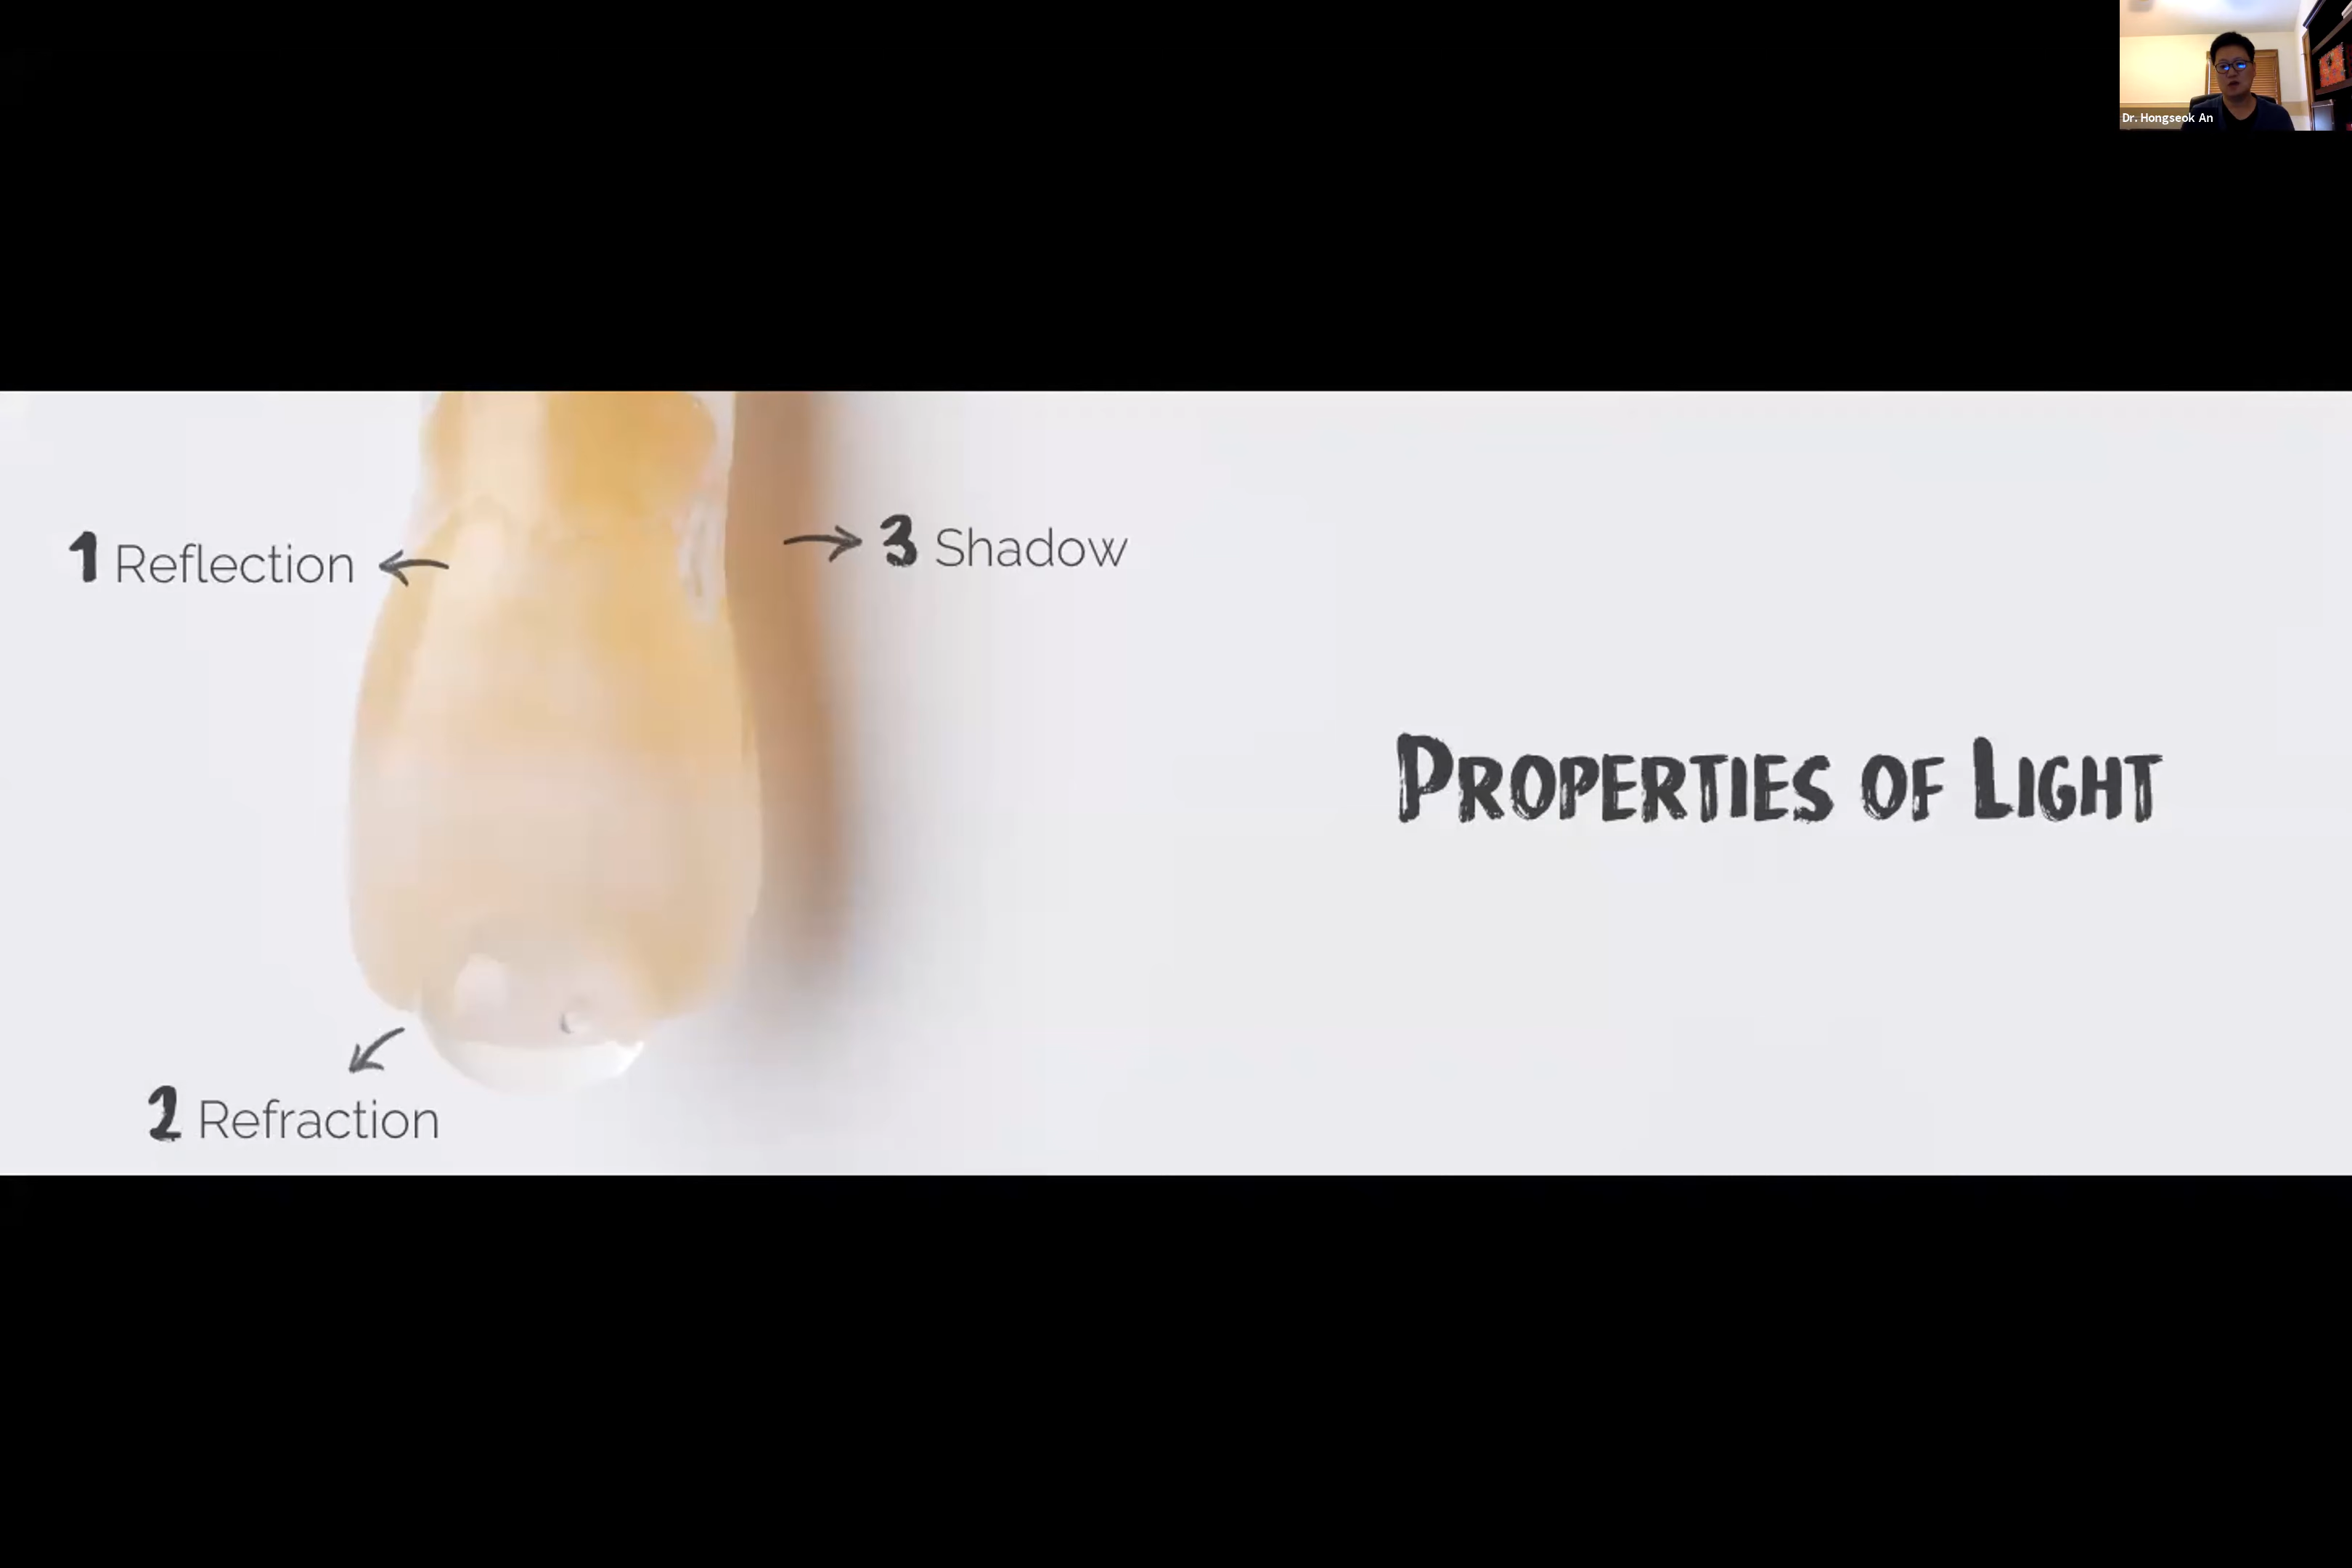 Dr. Hongseok An
1 Reflection
3 Shadow
PROPERTIES OF LIGHT
2 Refraction